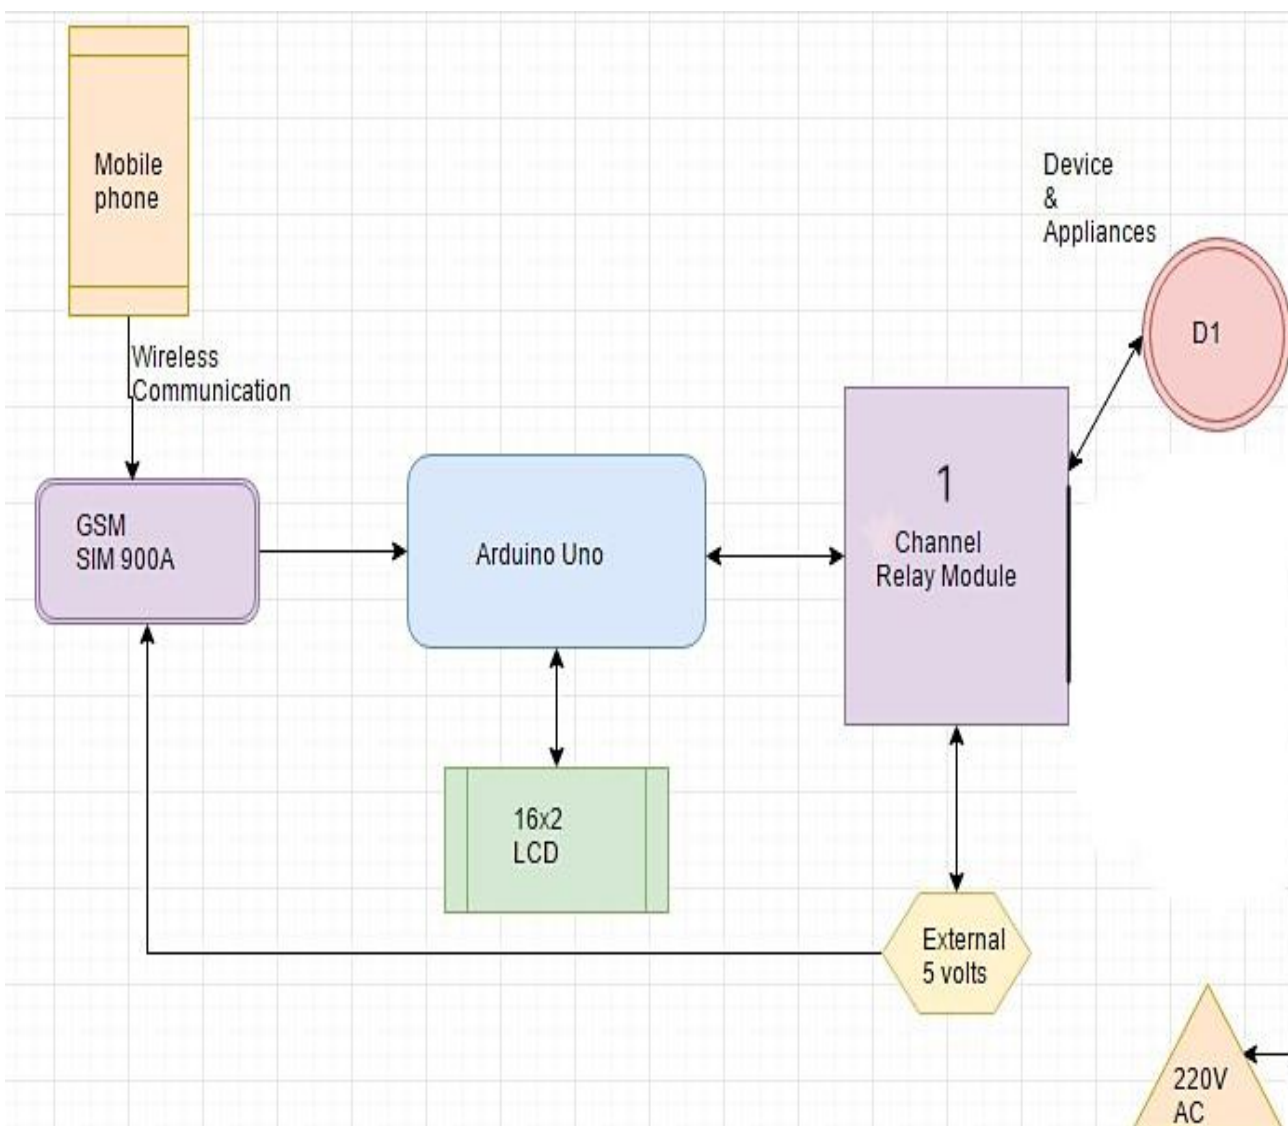 Mobile
phone
Wireless
Communication
GSM
SIM 900A
Arduino Uno
1
Channel
Relay Module
Device
&
Appliances
D1
16x2
LCD
External
5 volts
220V
AC